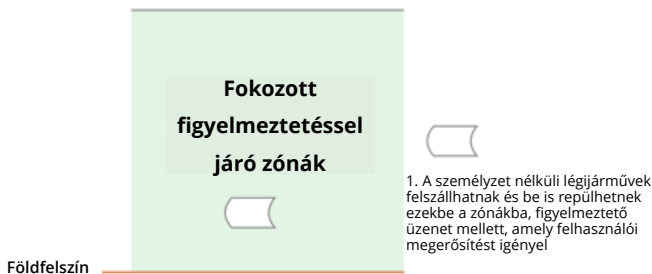 Fokozott
figyelmeztetéssel
járó zónák
1. A személyzet nélküli légijárművek
felszállhatnak és be is repülhetnek
ezekbe a zónákba, figyelmeztető
üzenet mellett, amely felhasználói
megerősítést igényel
Földfelszín